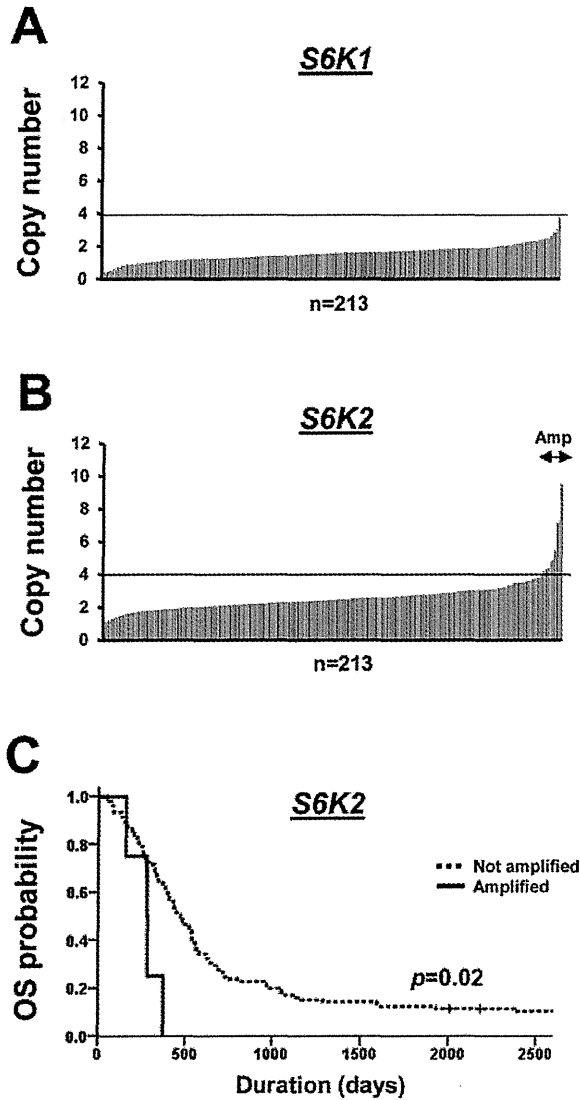 A
S6K1
Copy number
12
10
8
6
4
2
0
n=213
B
S6K2
Amp
Copy number
12
10
8
6
4
2
0
n=213
C
S6K2
OS probability
1.0
0.8
0.6
0.4
0.2
0.0
Not amplified
Amplified
p=0.02
0 500 1000 1500 2000 2500
Duration (days)